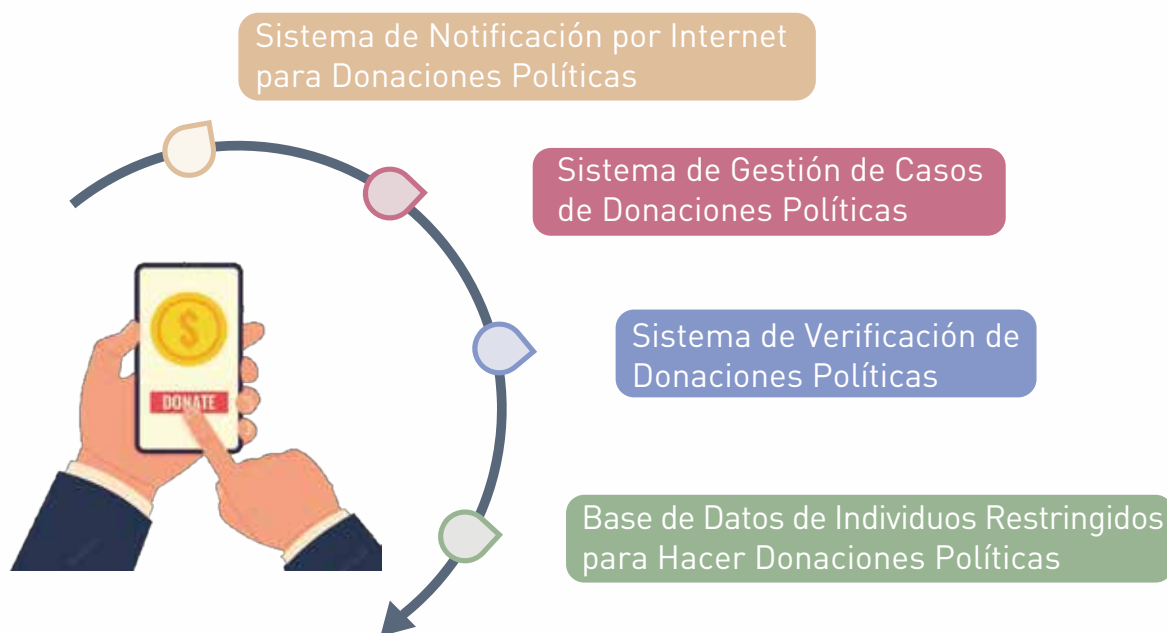 Sistema de Notificación por Internet
para Donaciones Políticas
Sistema de Gestión de Casos
de Donaciones Políticas
Sistema de Verificación de
Donaciones Políticas
DONATE
Base de Datos de Individuos Restringidos
para Hacer Donaciones Políticas